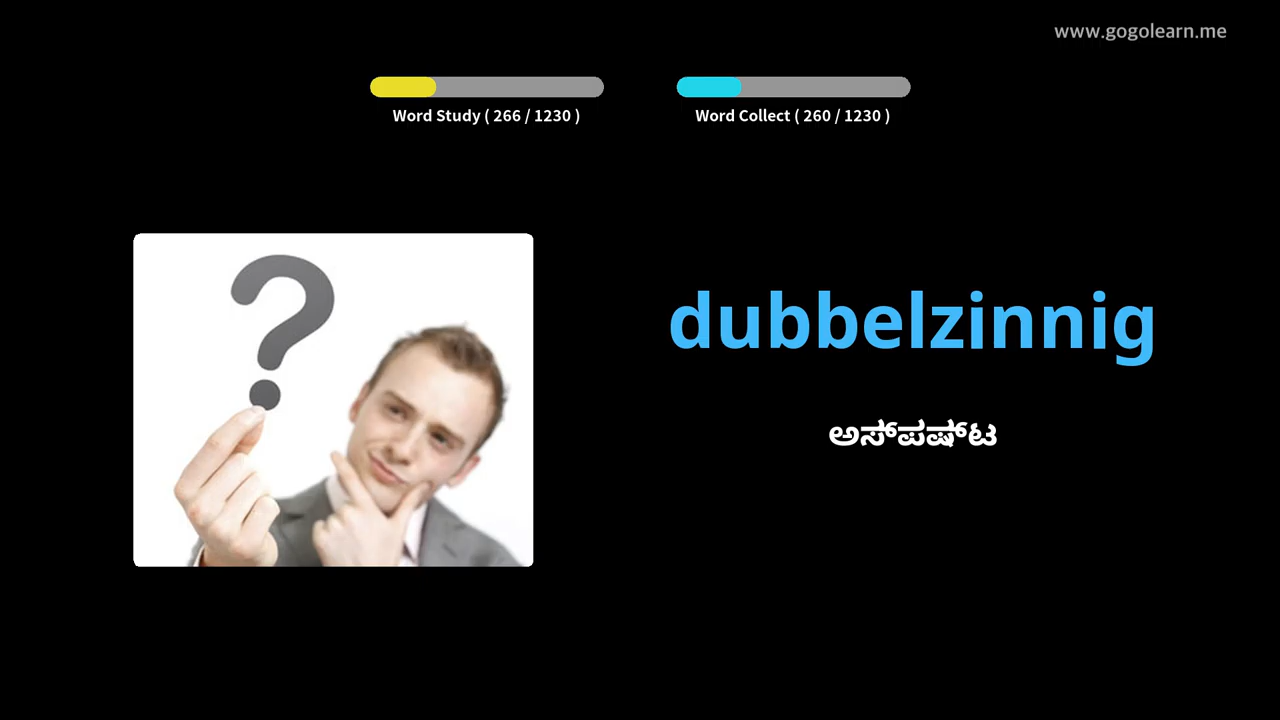 www.gogolearn.me
Word Study ( 266 / 1230 )
Word Collect ( 260 / 1230 )
?
dubbelzinnig
ಅಸ್‌ಪಷ್‌ಟ